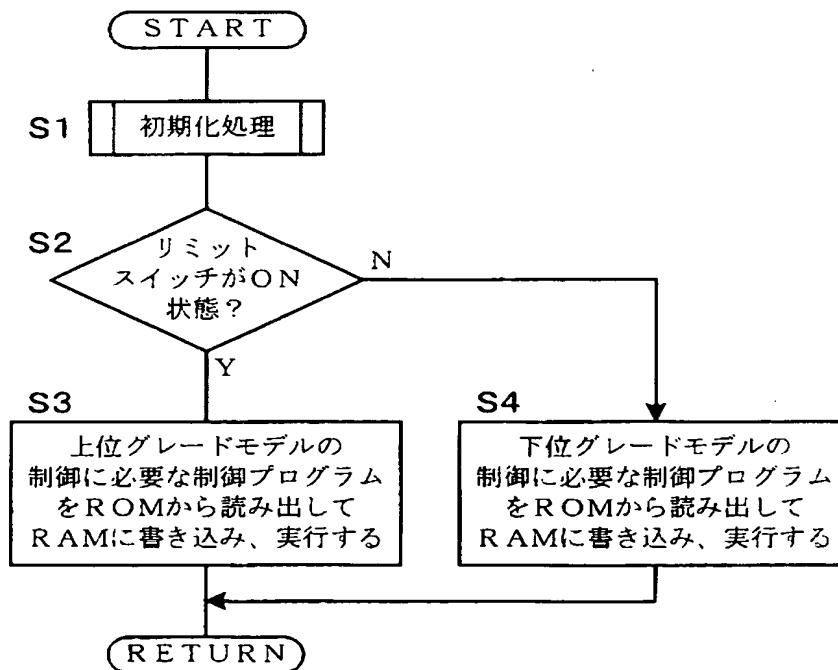 START
S1
初期化処理
S2
リミット
スイッチがON
状態？
N
Y
S3
上位グレードモデルの
制御に必要な制御プログラム
をROMから読み出して
RAMに書き込み、実行する
S4
下位グレードモデルの
制御に必要な制御プログラム
をROMから読み出して
RAMに書き込み、実行する
RETURN